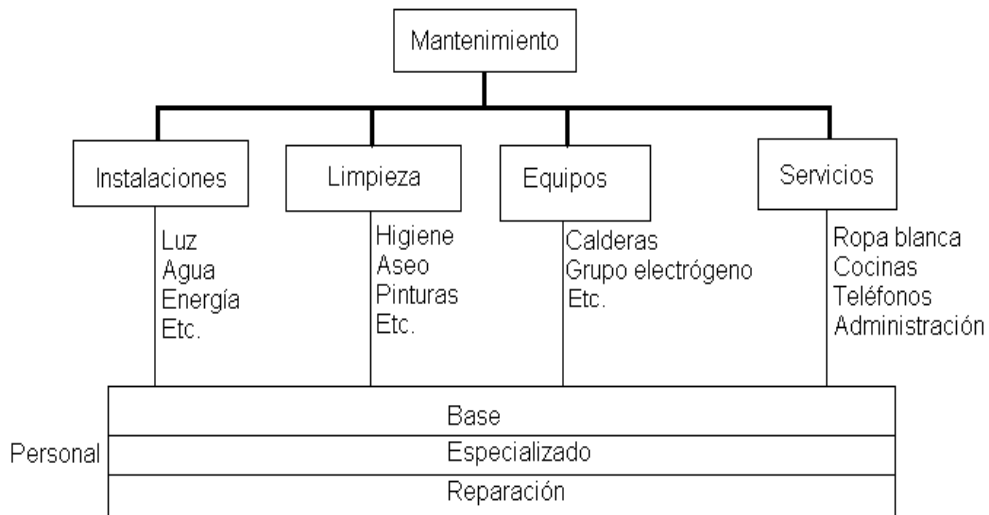 Mantenimiento
Instalaciones
Limpieza
Equipos
Servicios
Luz
Agua
Energía
Etc.
Higiene
Aseo
Pinturas
Etc.
Calderas
Grupo electrógeno
Etc.
Ropa blanca
Cocinas
Teléfonos
Administración
Personal
Base
Especializado
Reparación